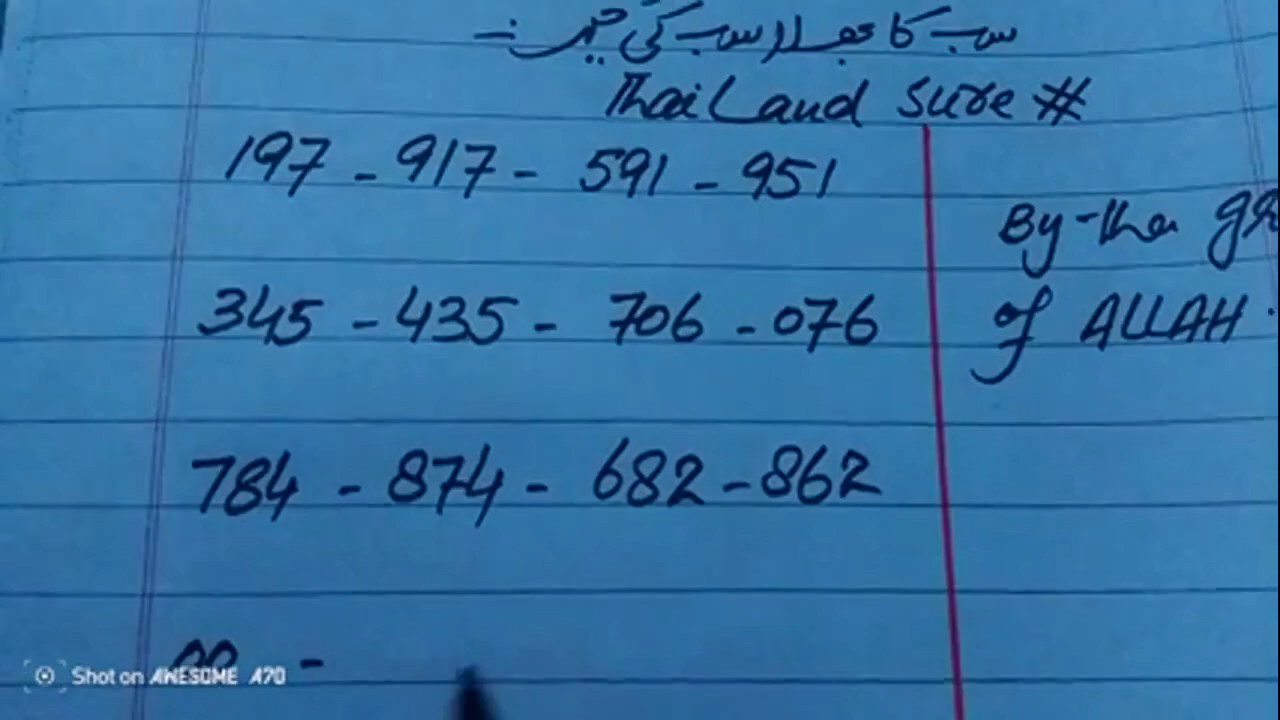 سب کا بھلا سب کی خیر :-
Thailand Sure #
197 - 917 - 591 - 951
By-the
345 - 435 - 706 - 076
of ALLAH.
784 - 874 - 682 - 862
-
Shot on AWESOME A70